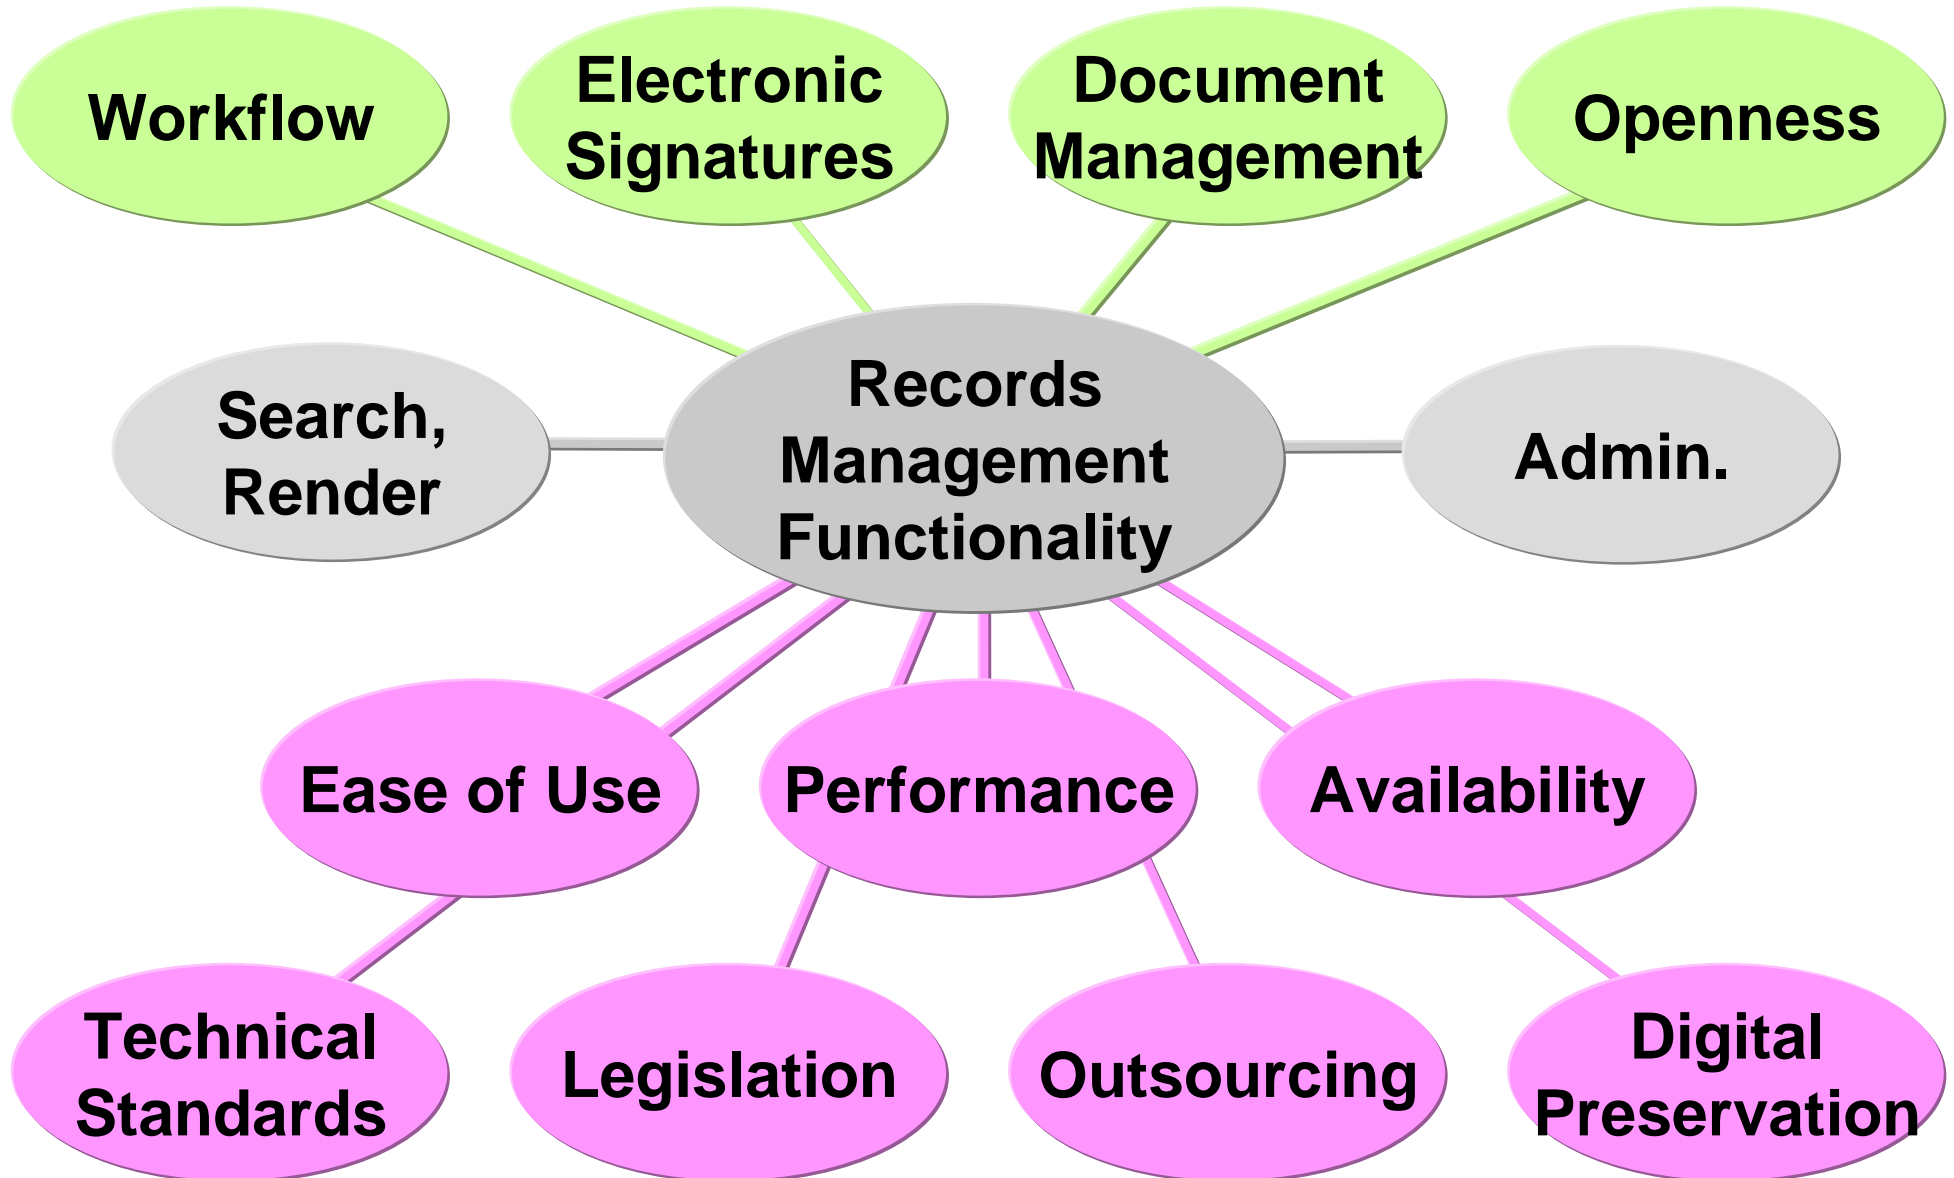 Workflow
Electronic
Signatures
Document
Management
Openness
Search,
Render
Records
Management
Functionality
Admin.
Ease of Use
Performance
Availability
Technical
Standards
Legislation
Outsourcing
Digital
Preservation